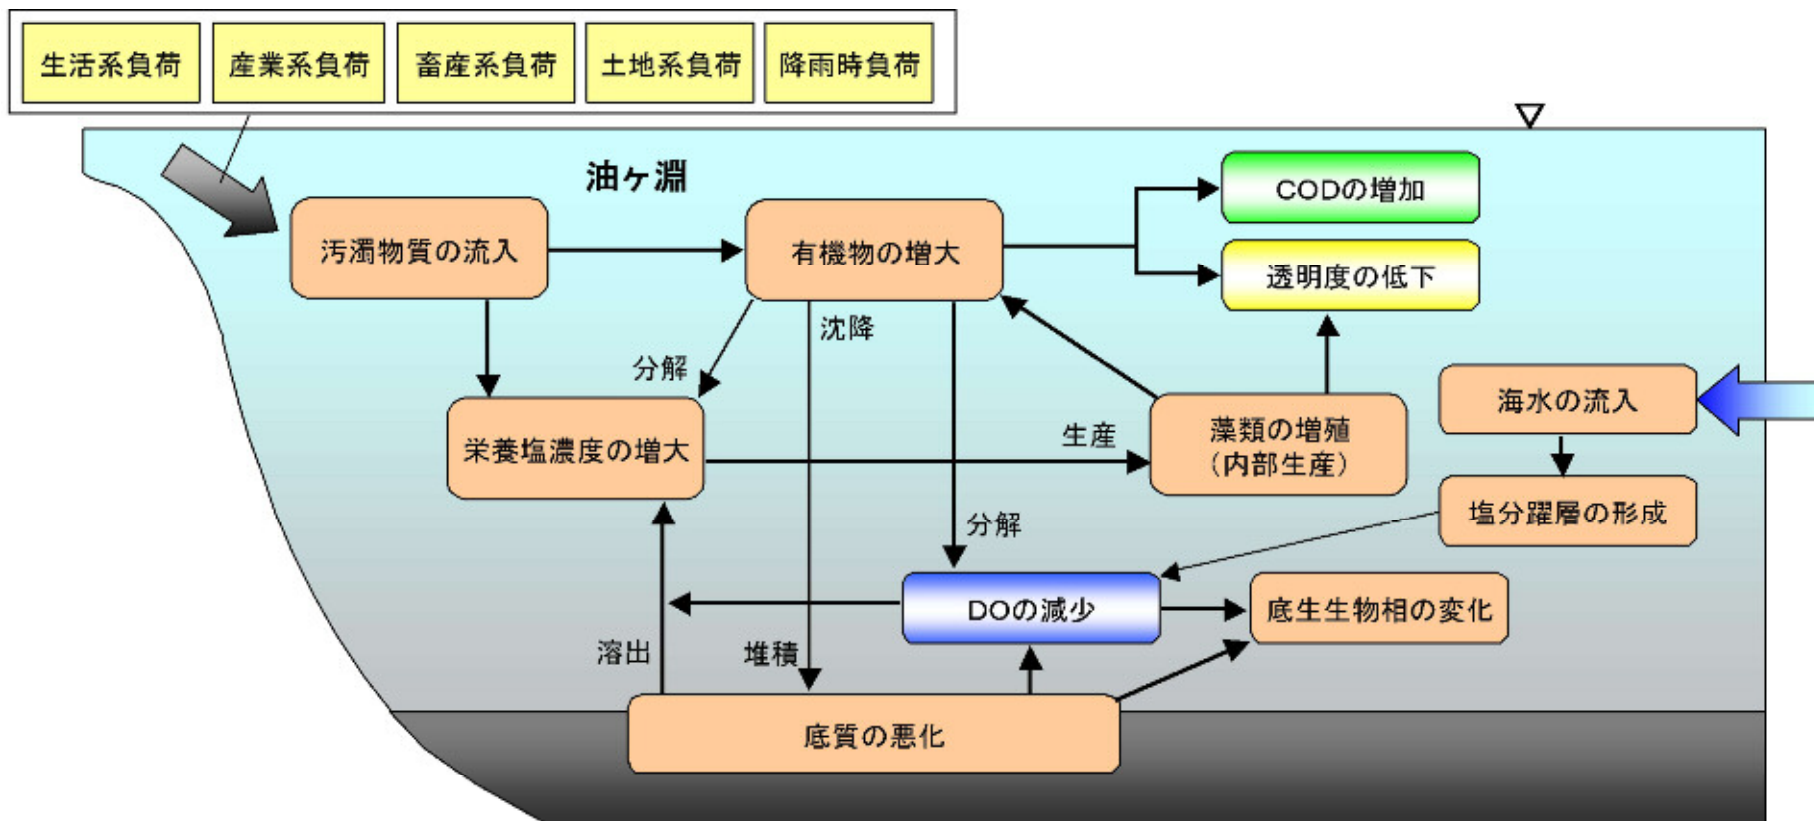 生活系負荷
産業系負荷
畜産系負荷
土地系負荷
降雨時負荷
油ヶ淵
CODの増加
汚濁物質の流入
有機物の増大
透明度の低下
沈降
分解
海水の流入
栄養塩濃度の増大
生産
藻類の増殖
（内部生産）
塩分躍層の形成
分解
DOの減少
底生生物相の変化
溶出
堆積
底質の悪化